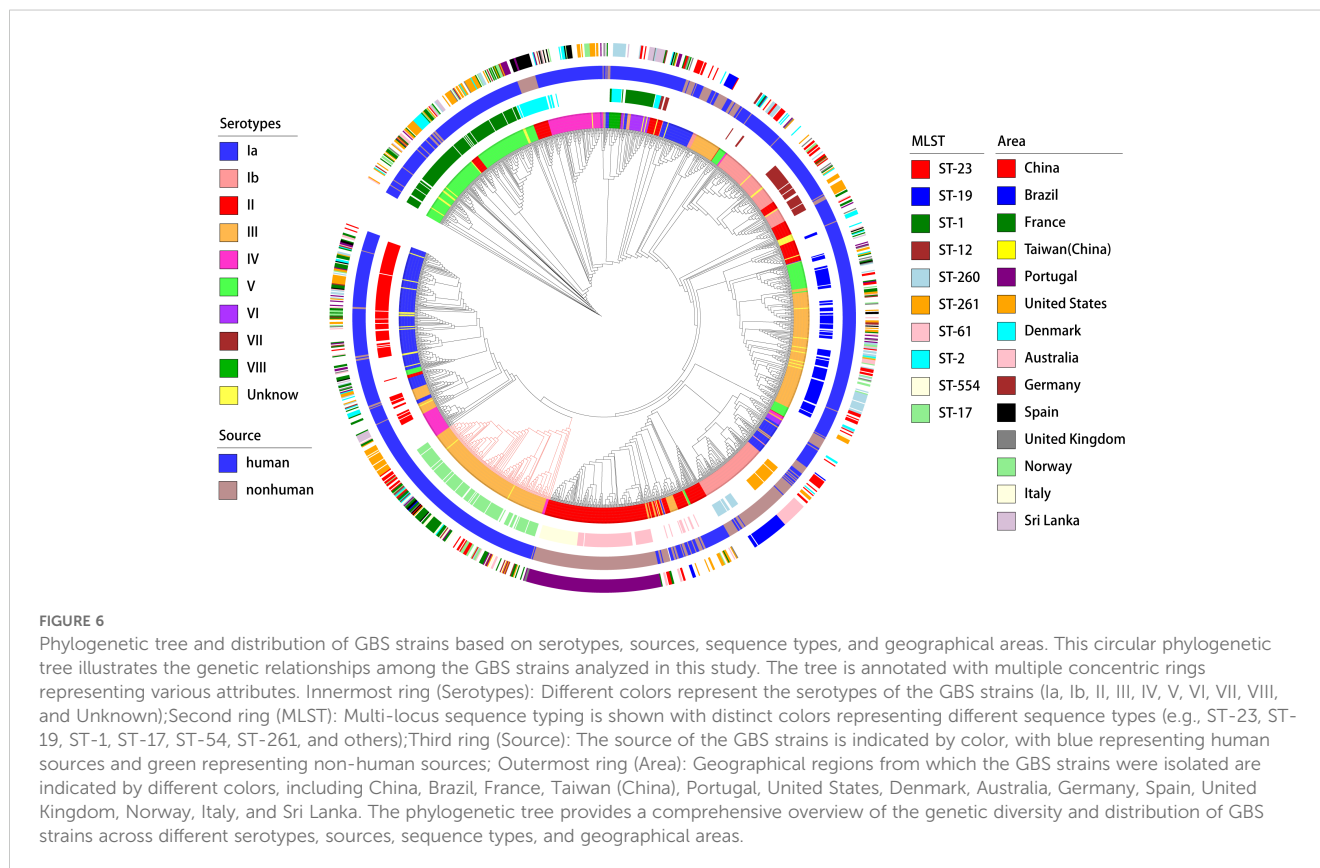 Serotypes
Ia
Ib
II
III
IV
V
VI
VII
VIII
Unknow
Source
human
nonhuman
MLST
ST-23
ST-19
ST-1
ST-12
ST-260
ST-261
ST-61
ST-2
ST-554
ST-17
Area
China
Brazil
France
Taiwan(China)
Portugal
United States
Denmark
Australia
Germany
Spain
United Kingdom
Norway
Italy
Sri Lanka
FIGURE 6
Phylogenetic tree and distribution of GBS strains based on serotypes, sources, sequence types, and geographical areas. This circular phylogenetic
tree illustrates the genetic relationships among the GBS strains analyzed in this study. The tree is annotated with multiple concentric rings
representing various attributes. Innermost ring (Serotypes): Different colors represent the serotypes of the GBS strains (Ia, Ib, II, III, IV, V, VI, VII, VIII,
and Unknown);Second ring (MLST): Multi-locus sequence typing is shown with distinct colors representing different sequence types (e.g., ST-23, ST-
19, ST-1, ST-17, ST-54, ST-261, and others);Third ring (Source): The source of the GBS strains is indicated by color, with blue representing human
sources and green representing non-human sources; Outermost ring (Area): Geographical regions from which the GBS strains were isolated are
indicated by different colors, including China, Brazil, France, Taiwan (China), Portugal, United States, Denmark, Australia, Germany, Spain, United
Kingdom, Norway, Italy, and Sri Lanka. The phylogenetic tree provides a comprehensive overview of the genetic diversity and distribution of GBS
strains across different serotypes, sources, sequence types, and geographical areas.